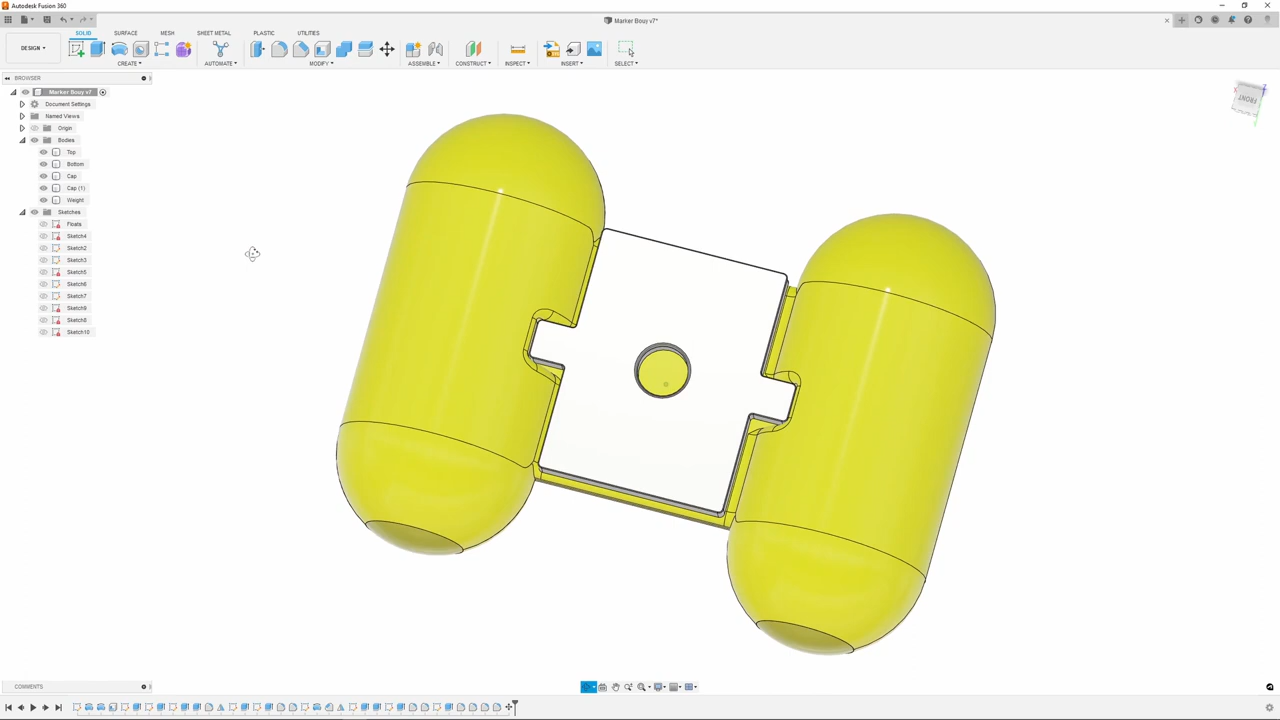 Autodesk Fusion 360
Marker Bouy v7*
SOLID SURFACE MESH SHEET METAL PLASTIC UTILITIES
DESIGN
CREATE AUTOMATE MODIFY ASSEMBLE CONSTRUCT INSPECT INSERT SELECT
BROWSER
Marker Bouy v7
Document Settings
Named Views
Origin
Bodies
Top
Bottom
Cap
Cap (1)
Weight
Sketches
Floats
Sketch4
Sketch2
Sketch3
Sketch5
Sketch6
Sketch7
Sketch9
Sketch8
Sketch10
FRONT
COMMENTS